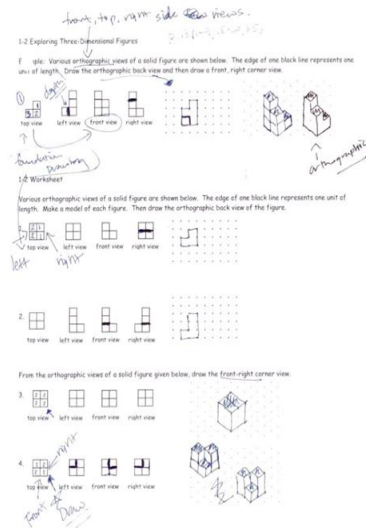 front, top, right side views.
1-2 Exploring Three-Dimensional Figures
Various orthographic views of a solid figure are shown below. The edge of one block line represents one
unit of length. Draw the orthographic back view and then draw a front, right corner view.
top view left view front view right view
foundation drawing
orthographic
1-2 Worksheet
Various orthographic views of a solid figure are shown below. The edge of one block line represents one unit of
length. Make a model of each figure. Then draw the orthographic back view of the figure.
top view left view front view right view
left right
2.
top view left view front view right view
From the orthographic views of a solid figure given below, draw the front-right corner view.
3.
top view left view front view right view
right
4.
top view left view front view right view
front
Draw